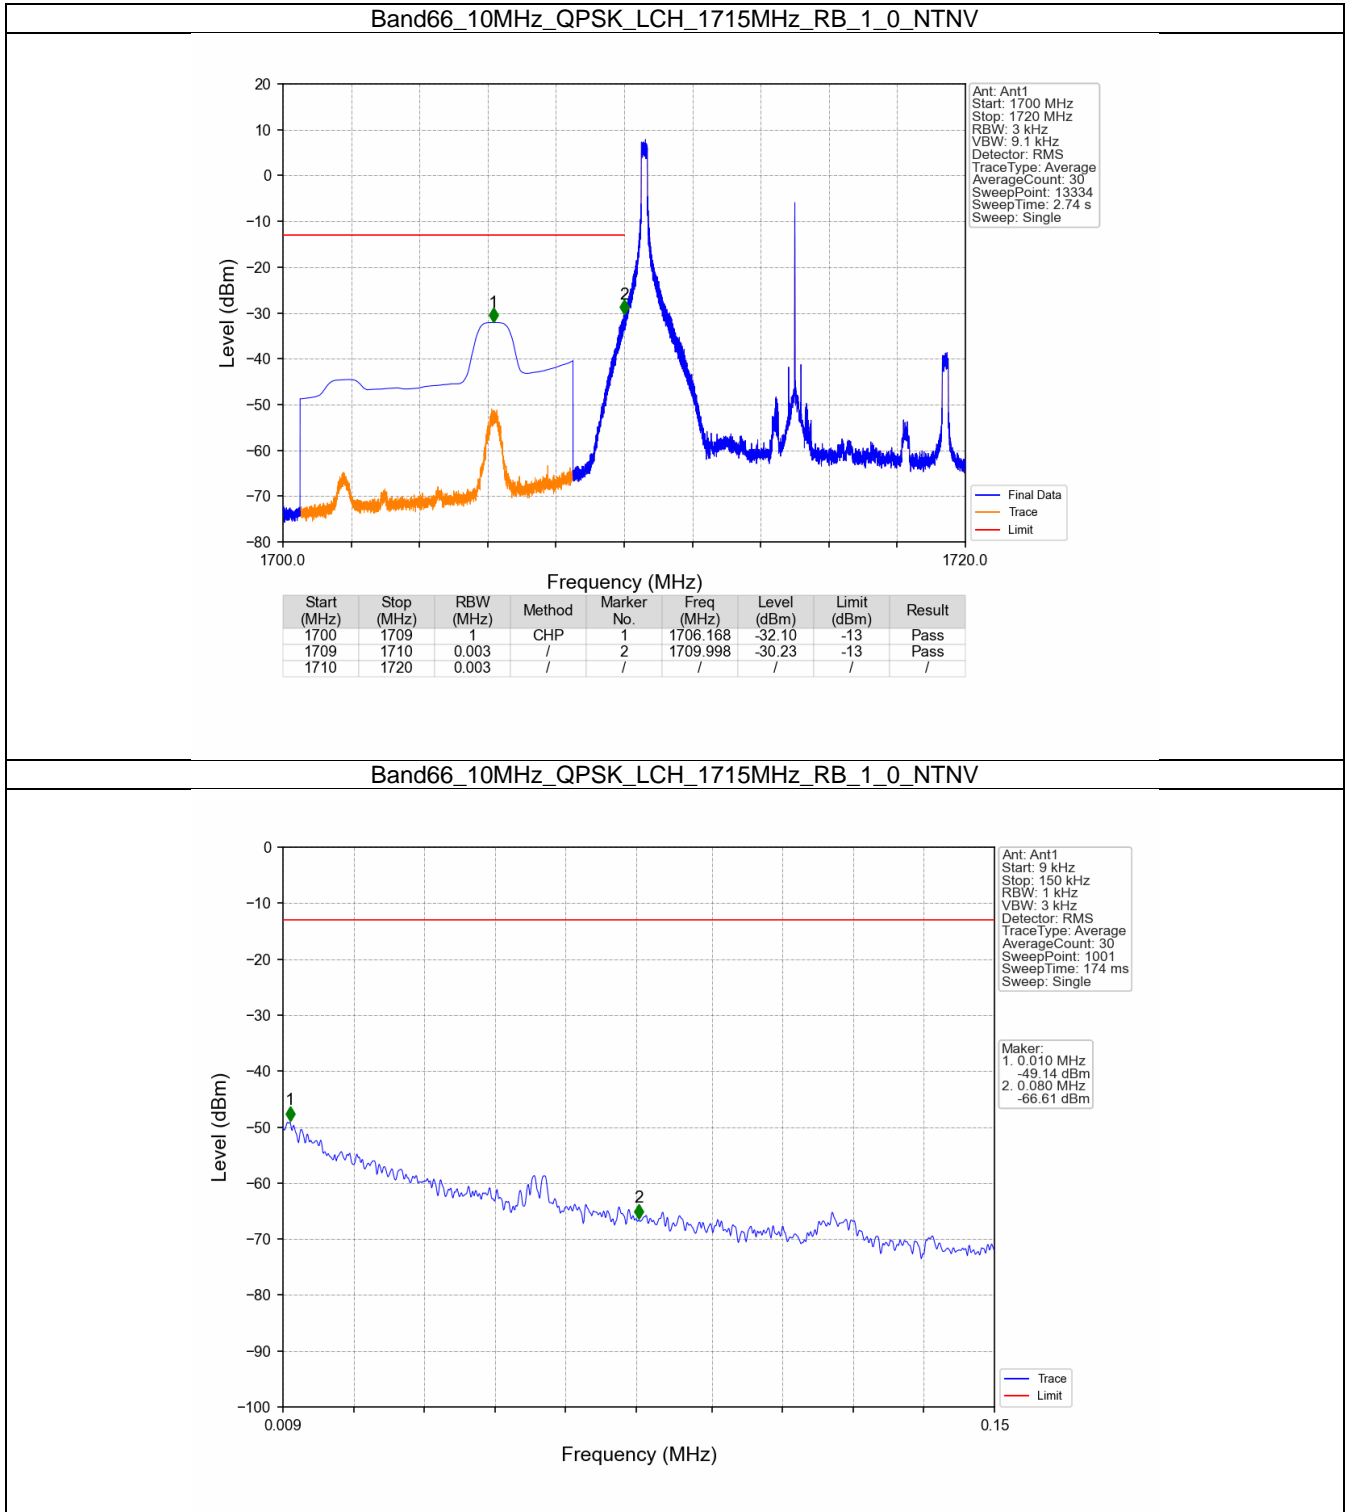 Band66_10MHz_QPSK_LCH_1715MHz_RB_1_0_NTNV
20
10
0
−10
−20
−30
−40
−50
−60
−70
−80
Level (dBm)
1
2
1700.0
1720.0
Frequency (MHz)
Ant: Ant1
Start: 1700 MHz
Stop: 1720 MHz
RBW: 3 kHz
VBW: 9.1 kHz
Detector: RMS
TraceType: Average
AverageCount: 30
SweepPoint: 13334
SweepTime: 2.74 s
Sweep: Single
Final Data
Trace
Limit
Start (MHz) Stop (MHz) RBW (MHz) Method Marker No. Freq (MHz) Level (dBm) Limit (dBm) Result
1700 1709 1 CHP 1 1706.168 -32.10 -13 Pass
1709 1710 0.003 / 2 1709.998 -30.23 -13 Pass
1710 1720 0.003 / / / / / /
Band66_10MHz_QPSK_LCH_1715MHz_RB_1_0_NTNV
0
−10
−20
−30
−40
−50
−60
−70
−80
−90
−100
Level (dBm)
1
2
0.009
0.15
Frequency (MHz)
Ant: Ant1
Start: 9 kHz
Stop: 150 kHz
RBW: 1 kHz
VBW: 3 kHz
Detector: RMS
TraceType: Average
AverageCount: 30
SweepPoint: 1001
SweepTime: 174 ms
Sweep: Single
Maker:
1. 0.010 MHz
-49.14 dBm
2. 0.080 MHz
-66.61 dBm
Trace
Limit